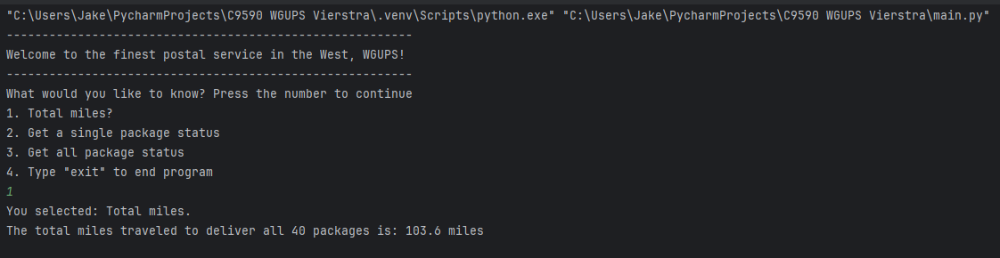 "C:\Users\Jake\PycharmProjects\C9590 WGUPS Vierstra\.venv\Scripts\python.exe" "C:\Users\Jake\PycharmProjects\C9590 WGUPS Vierstra\main.py"
---------------------------------------------------------
Welcome to the finest postal service in the West, WGUPS!
---------------------------------------------------------
What would you like to know? Press the number to continue
1. Total miles?
2. Get a single package status
3. Get all package status
4. Type "exit" to end program
1
You selected: Total miles.
The total miles traveled to deliver all 40 packages is: 103.6 miles